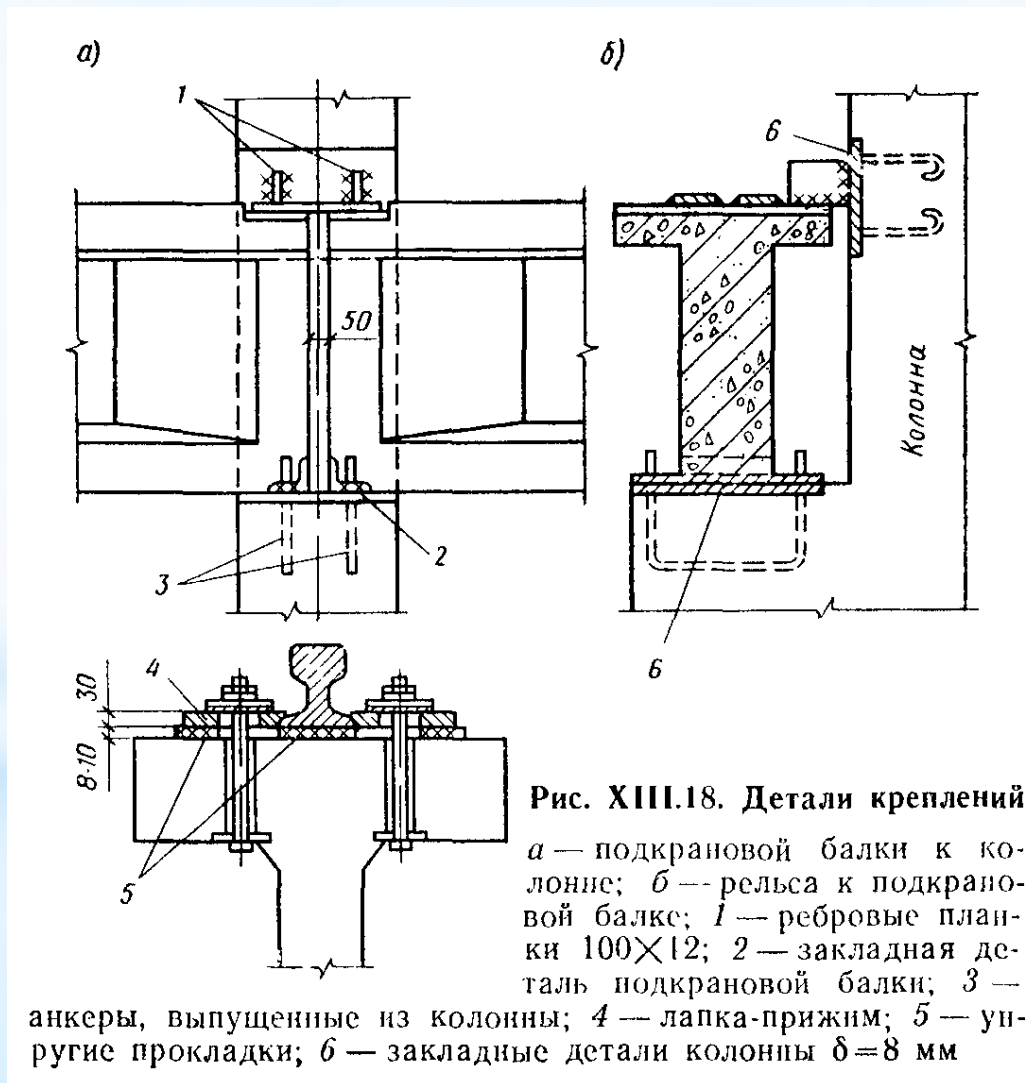 а)
б)
1
6
50
Колонна
2
3
6
4
30
8-10
5
Рис. XIII.18. Детали креплений
а — подкрановой балки к ко-
лонне; б — рельса к подкрано-
вой балке; 1 — ребровые план-
ки 100×12; 2 — закладная де-
таль подкрановой балки; 3 —
анкеры, выпущенные из колонны; 4 — лапка-прижим; 5 — уп-
ругие прокладки; 6 — закладные детали колонны δ=8 мм